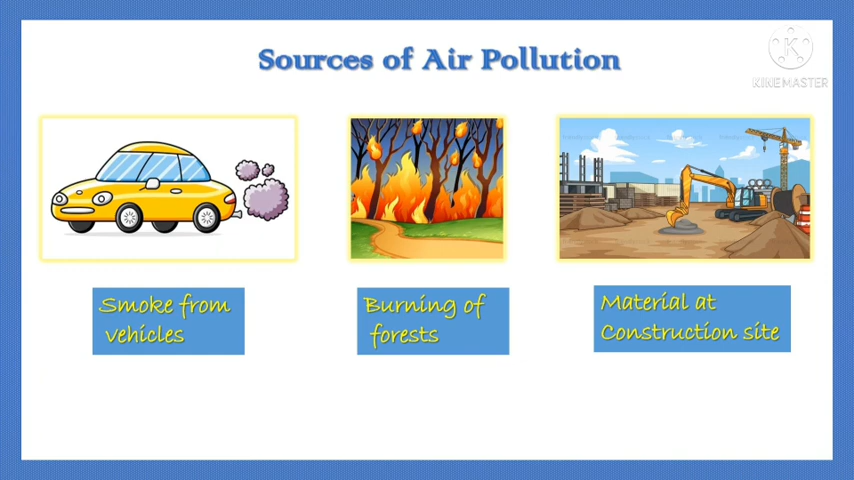 Sources of Air Pollution
KINEMASTER
Smoke from
vehicles
Burning of
forests
Material at
Construction site